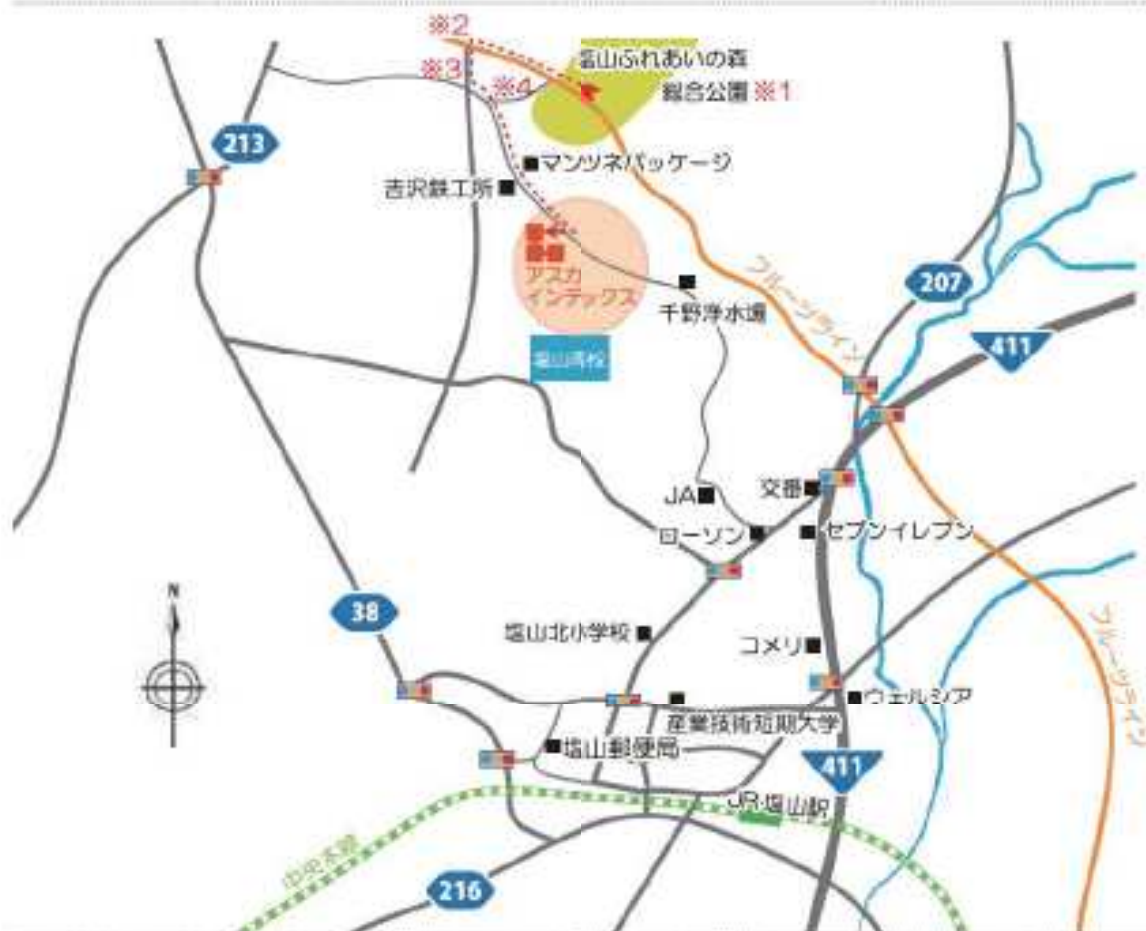 ※2
※3
※4
塩山ふれあいの森
総合公園 ※1
213
マンツネパッケージ
吉沢鉄工所
アスカ
インデックス
千野浄水場
塩山高校
フルーツライン
207
411
JA
交番
ローソン
セブンイレブン
N
38
塩山北小学校
コメリ
ウェルシア
産業技術短期大学
塩山郵便局
411
JR塩山駅
フルーツライン
中央本線
216